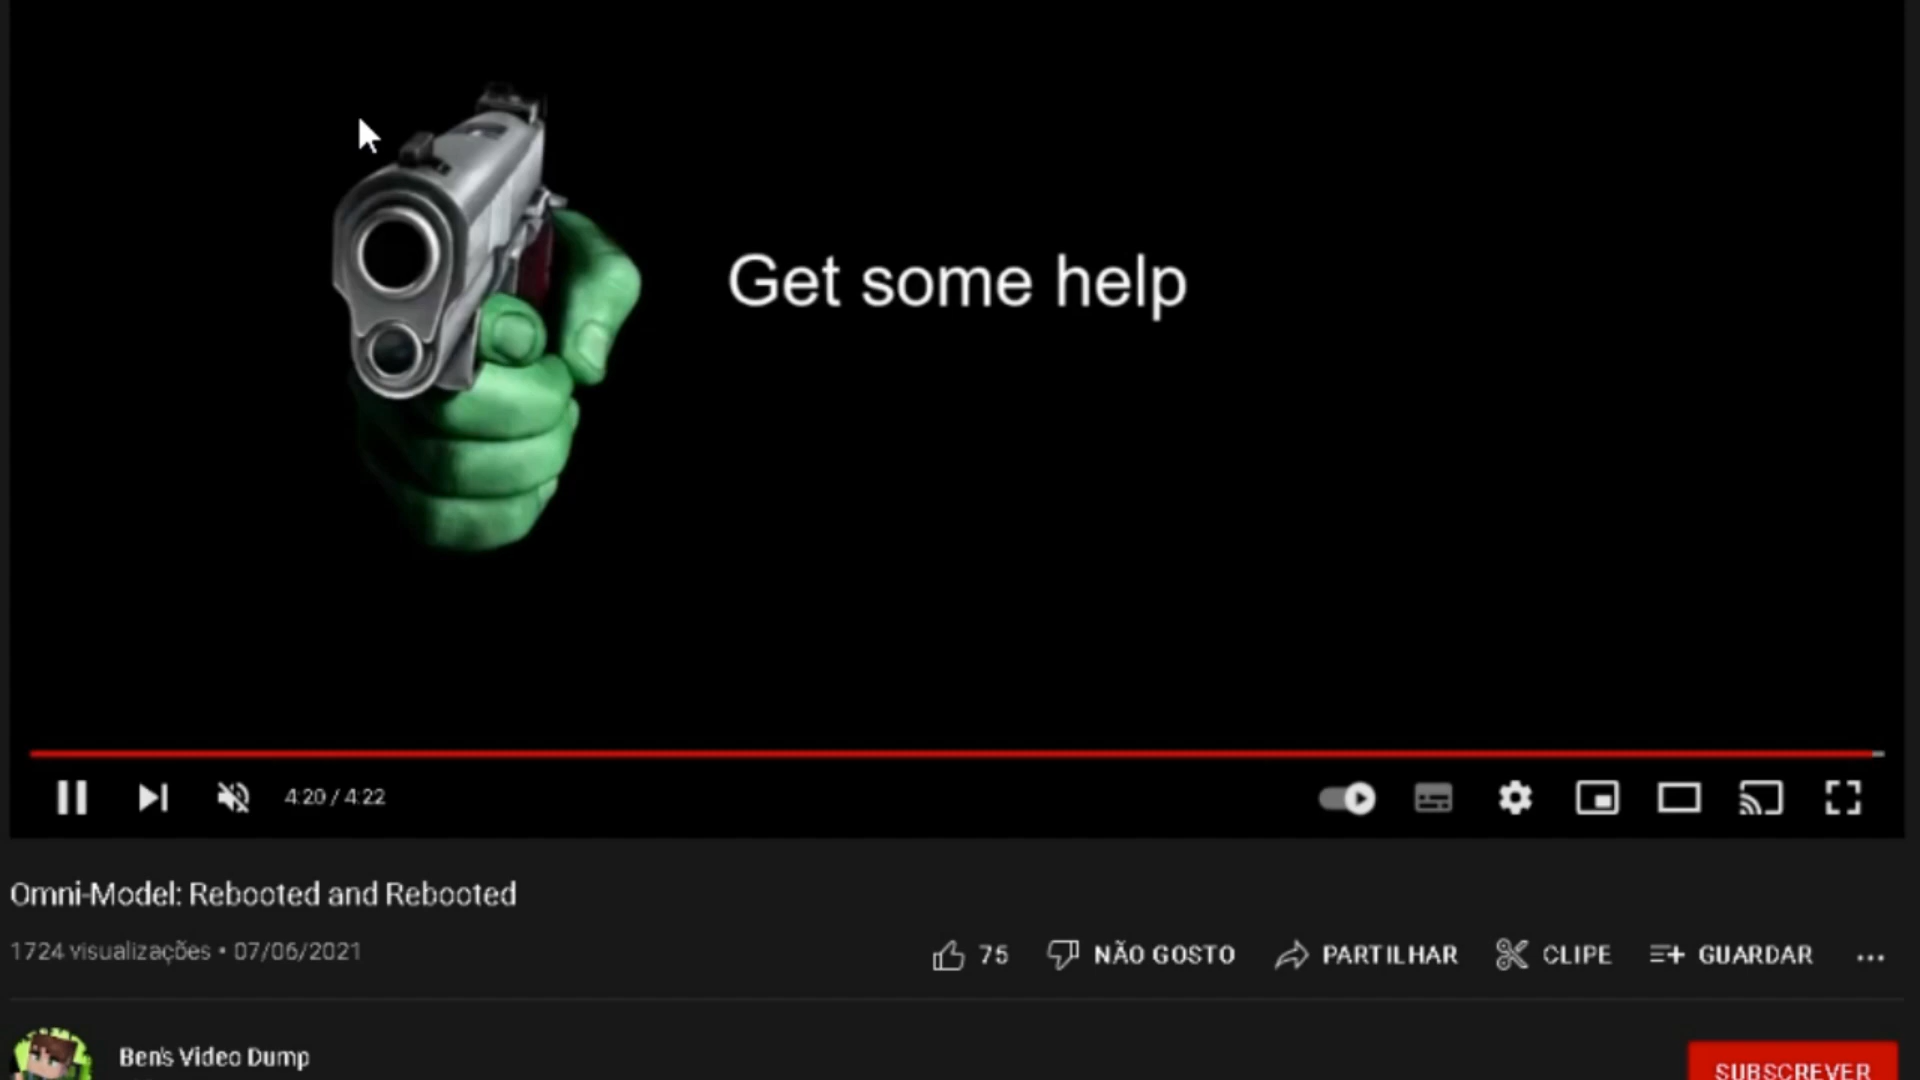 Get some help
4:20 / 4:22
Omni-Model: Rebooted and Rebooted
1724 visualizações • 07/06/2021
75
NÃO GOSTO
PARTILHAR
CLIPE
GUARDAR
Ben's Video Dump
SUBSCREVER